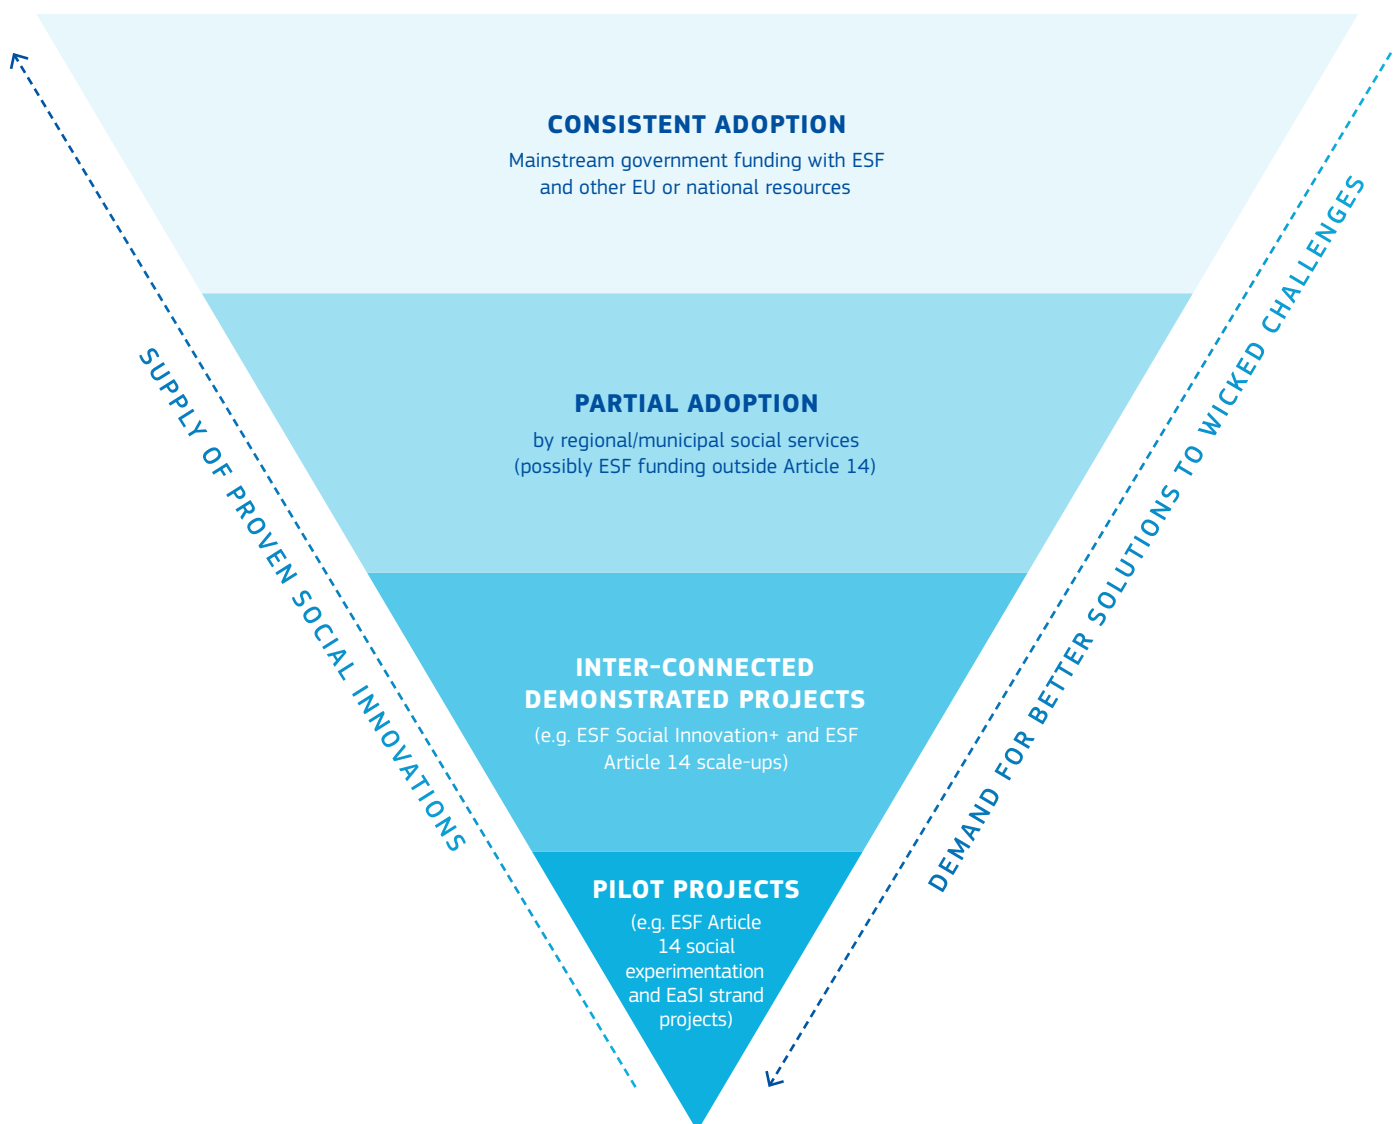 CONSISTENT ADOPTION
Mainstream government funding with ESF
and other EU or national resources
PARTIAL ADOPTION
by regional/municipal social services
(possibly ESF funding outside Article 14)
INTER-CONNECTED
DEMONSTRATED PROJECTS
(e.g. ESF Social Innovation+ and ESF
Article 14 scale-ups)
PILOT PROJECTS
(e.g. ESF Article
14 social
experimentation
and EaSI strand
projects)
SUPPLY OF PROVEN SOCIAL INNOVATIONS
DEMAND FOR BETTER SOLUTIONS TO WICKED CHALLENGES